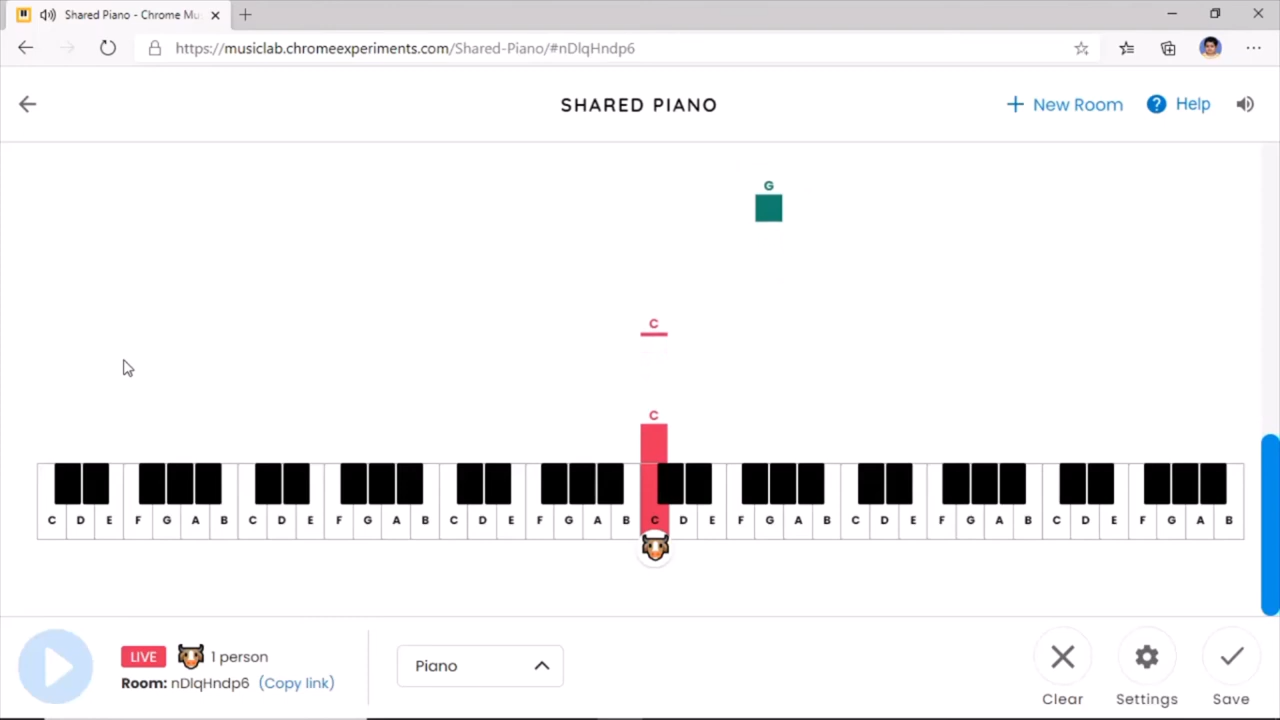 Shared Piano - Chrome Mu
https://musiclab.chromeexperiments.com/Shared-Piano/#nDlqHndp6
SHARED PIANO
New Room
? Help
G
C
C
C D E F G A B C D E F G A B C D E F G A B C D E F G A B C D E F G A B C D E F G A B
LIVE 1 person
Room: nDlqHndp6 (Copy link)
Piano
Clear
Settings
Save